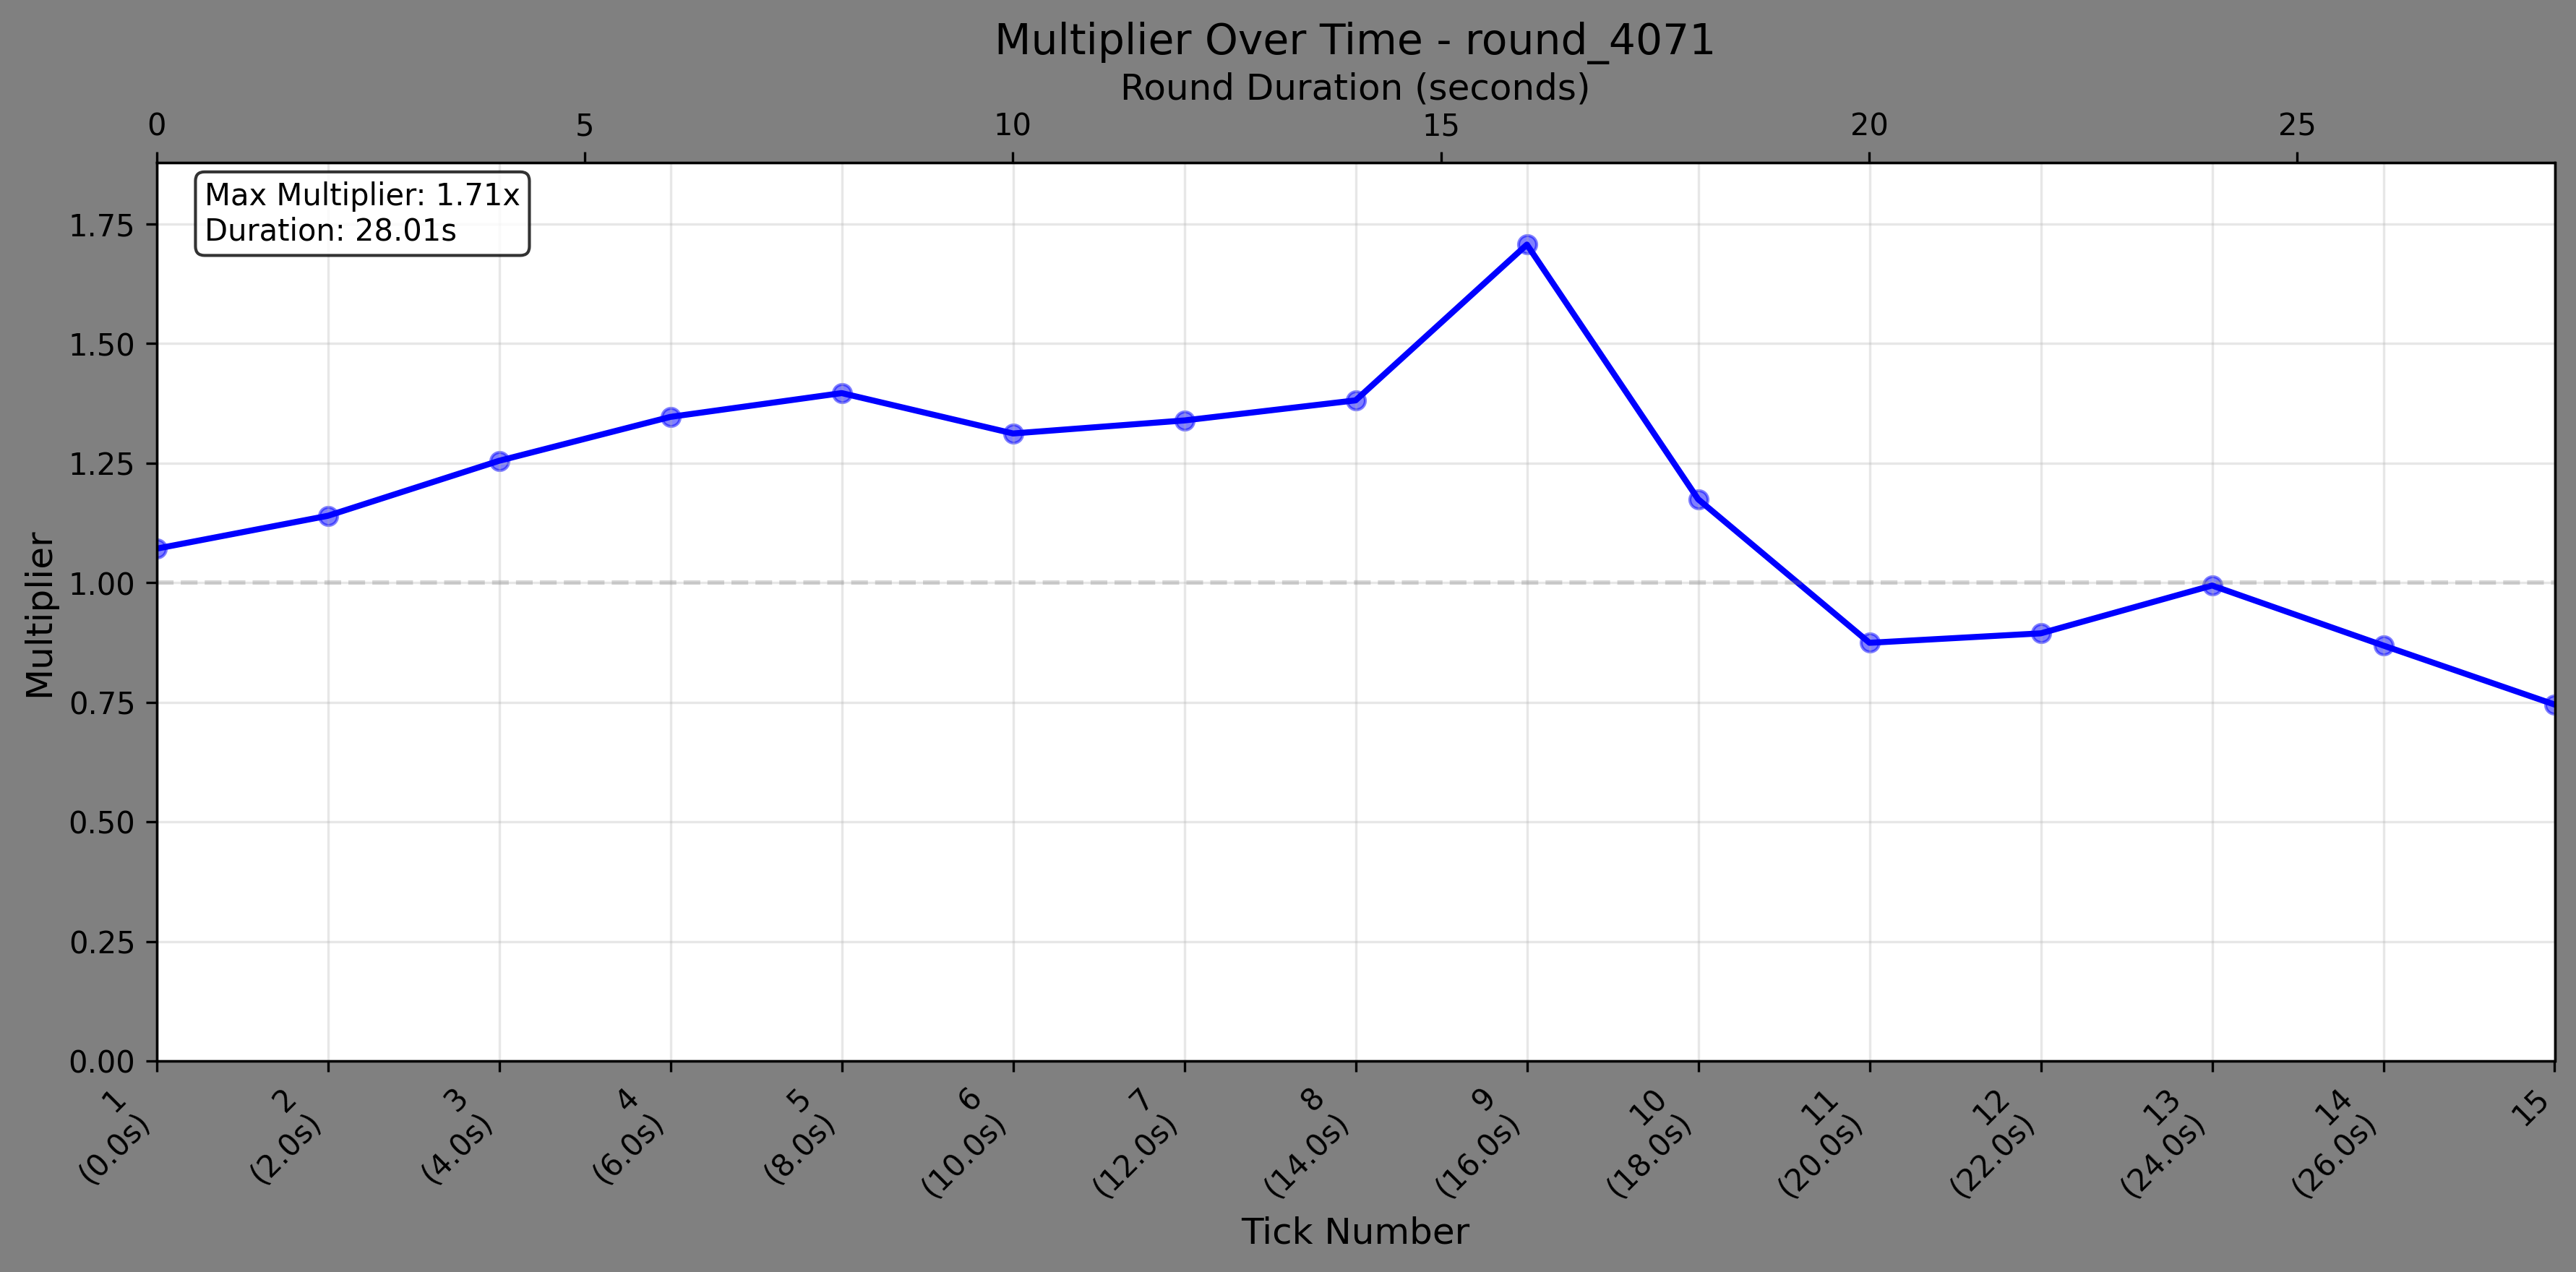 Multiplier Over Time - round_4071
Round Duration (seconds)
0 5 10 15 20 25
Max Multiplier: 1.71x
Duration: 28.01s
Multiplier
1.75
1.50
1.25
1.00
0.75
0.50
0.25
0.00
1
(0.0s)
2
(2.0s)
3
(4.0s)
4
(6.0s)
5
(8.0s)
6
(10.0s)
7
(12.0s)
8
(14.0s)
9
(16.0s)
10
(18.0s)
11
(20.0s)
12
(22.0s)
13
(24.0s)
14
(26.0s)
15
Tick Number